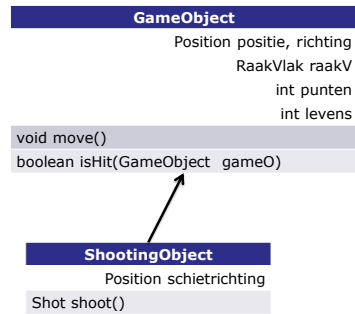 GameObject
Position positie, richting
RaakVlak raakV
int punten
int levens
void move()
boolean isHit(GameObject gameO)
ShootingObject
Position schietrichting
Shot shoot()